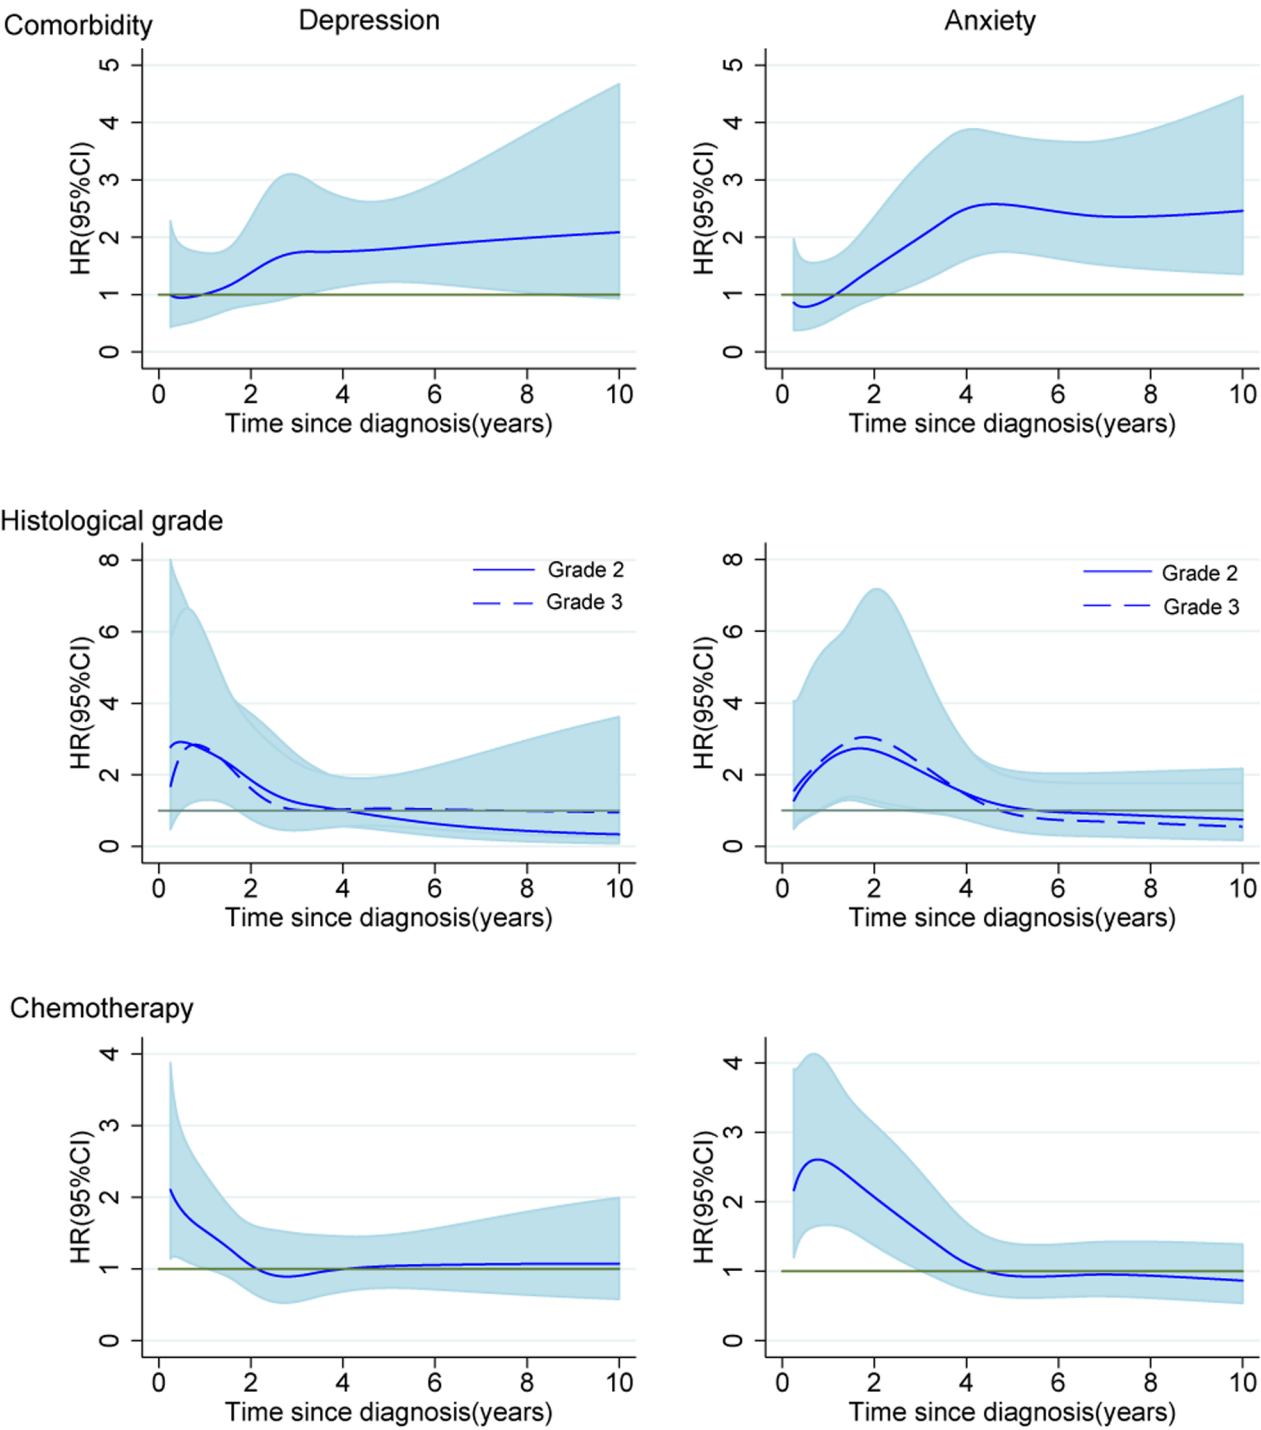 Comorbidity
Depression
Anxiety
HR(95%CI)
5
4
3
2
1
0
0 2 4 6 8 10
Time since diagnosis(years)
HR(95%CI)
5
4
3
2
1
0
0 2 4 6 8 10
Time since diagnosis(years)
Histological grade
HR(95%CI)
8
6
4
2
0
Grade 2
Grade 3
0 2 4 6 8 10
Time since diagnosis(years)
HR(95%CI)
8
6
4
2
0
Grade 2
Grade 3
0 2 4 6 8 10
Time since diagnosis(years)
Chemotherapy
HR(95%CI)
4
3
2
1
0
0 2 4 6 8 10
Time since diagnosis(years)
HR(95%CI)
4
3
2
1
0
0 2 4 6 8 10
Time since diagnosis(years)